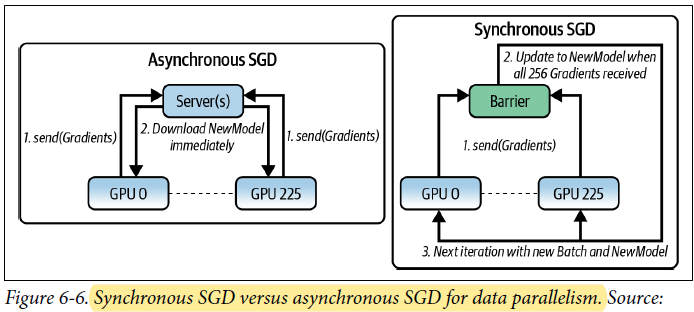 Asynchronous SGD
Server(s)
1. send(Gradients)
2. Download NewModel
immediately
1. send(Gradients)
GPU 0
GPU 225
Synchronous SGD
2. Update to NewModel when
all 256 Gradients received
Barrier
1. send(Gradients)
GPU 0
GPU 225
3. Next iteration with new Batch and NewModel
Figure 6-6. Synchronous SGD versus asynchronous SGD for data parallelism. Source: